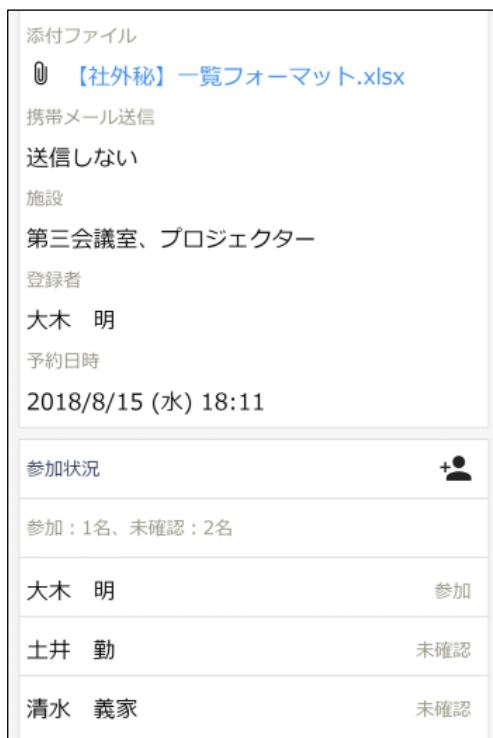 添付ファイル
【社外秘】一覧フォーマット.xlsx
携帯メール送信
送信しない
施設
第三会議室、プロジェクター
登録者
大木　明
予約日時
2018/8/15 (水) 18:11
参加状況
参加：1名、未確認：2名
大木　明 参加
土井　勤 未確認
清水　義家 未確認